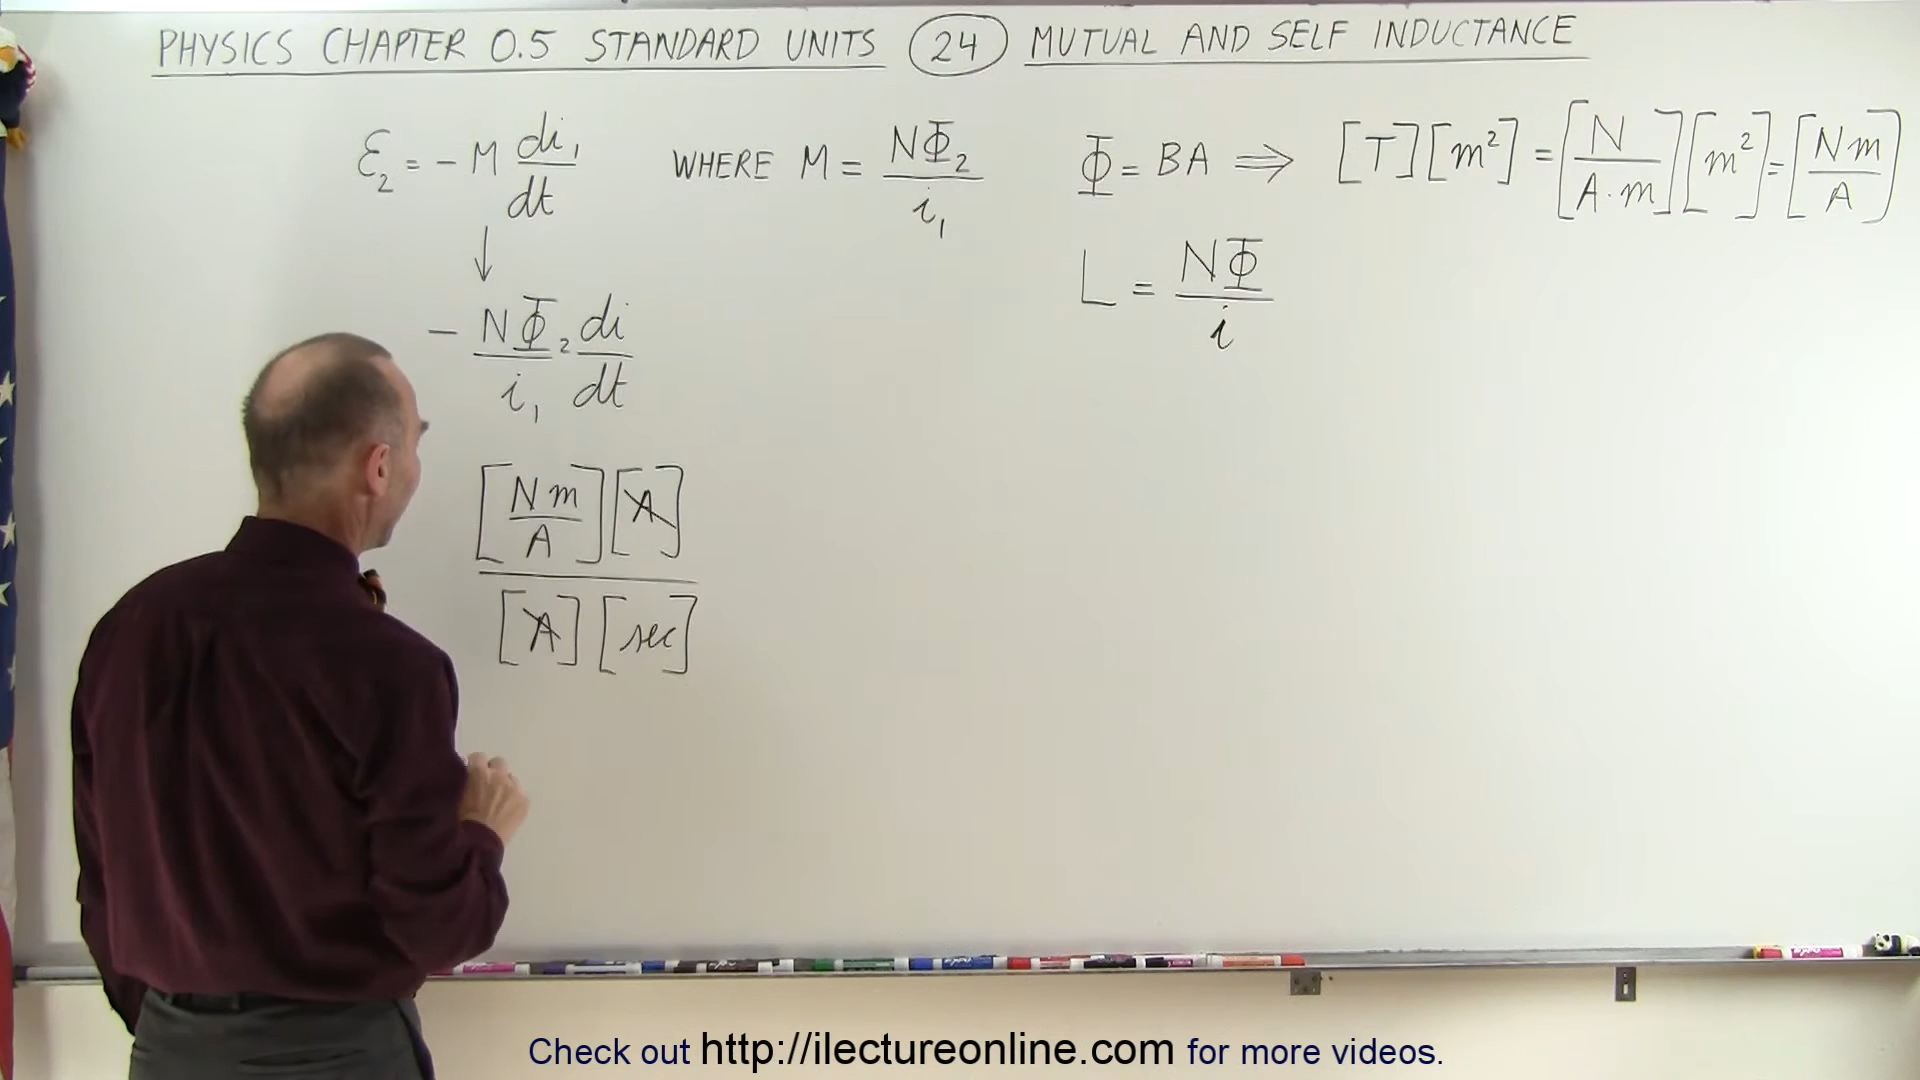 PHYSICS CHAPTER 0.5 STANDARD UNITS 24 MUTUAL AND SELF INDUCTANCE
ℰ₂ = - M di₁/dt WHERE M = NΦ₂/i₁ Φ = BA ⇒ [T][m²] = [N/A·m][m²] = [Nm/A]
↓
L = NΦ/i
- NΦ₂/i₁ di/dt
[Nm/A][A]
[A][sec]
Check out http://ilectureonline.com for more videos.